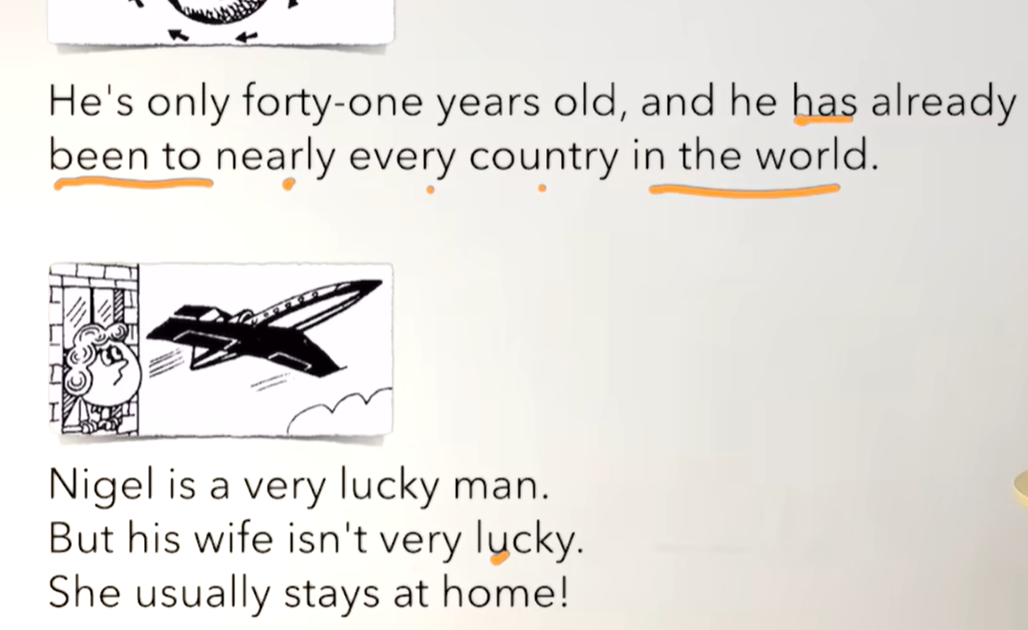 He's only forty-one years old, and he has already
been to nearly every country in the world.
Nigel is a very lucky man.
But his wife isn't very lucky.
She usually stays at home!